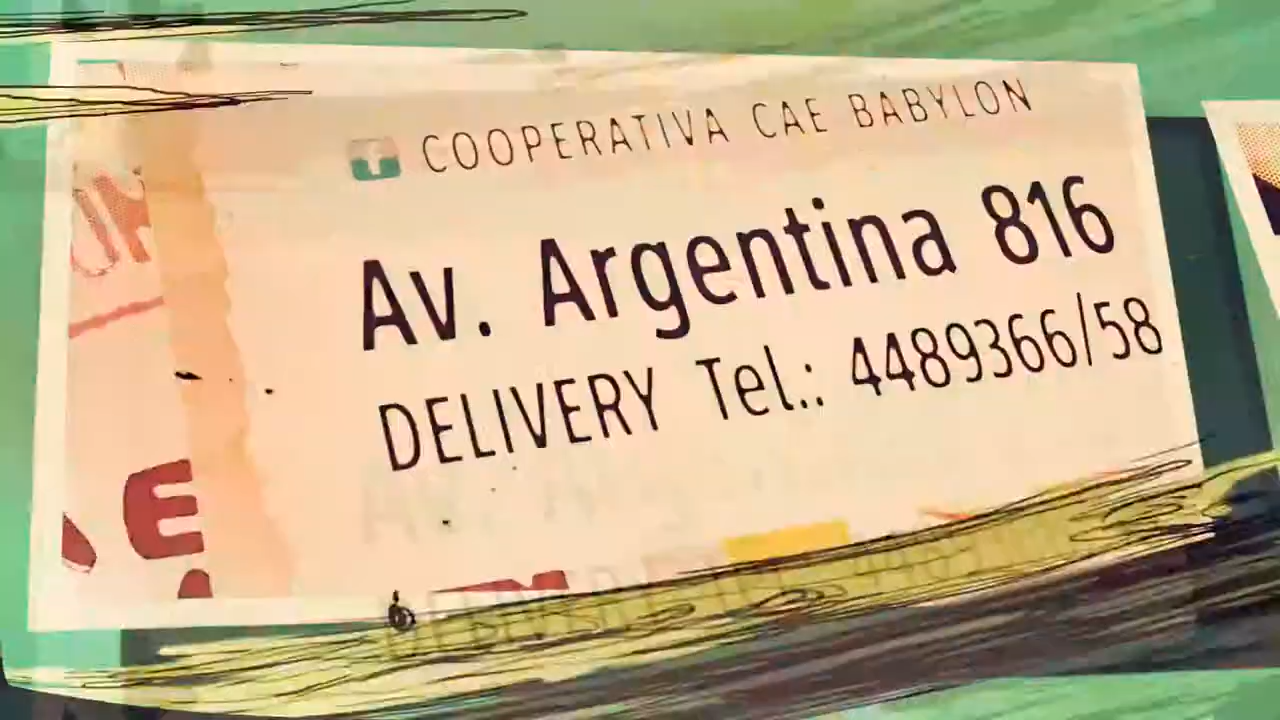 COOPERATIVA CAE BABYLON
Av. Argentina 816
DELIVERY Tel.: 4489366/58